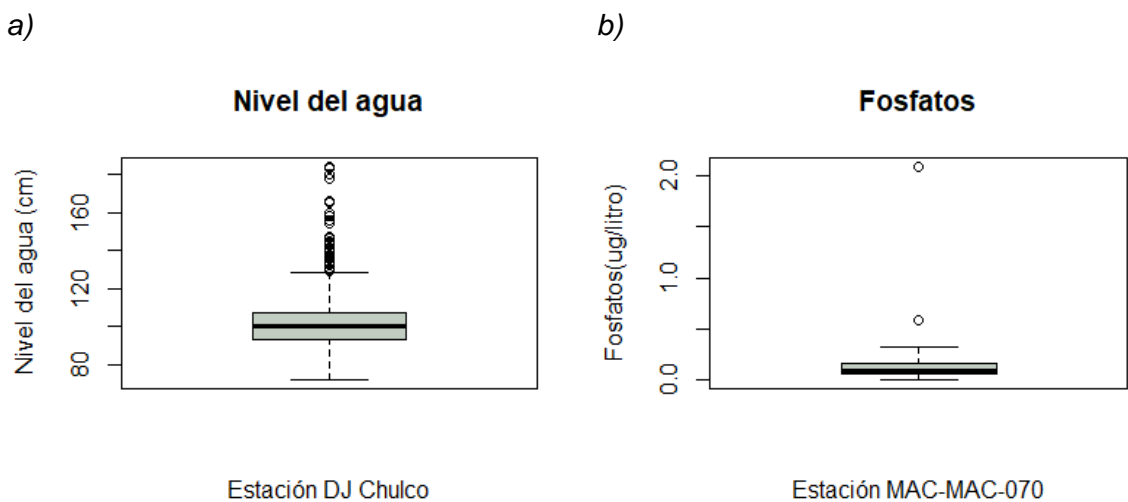 a)
b)
Nivel del agua
Nivel del agua (cm)
160
120
80
Estación DJ Chulco
Fosfatos
Fosfatos(ug/litro)
2.0
1.0
0.0
Estación MAC-MAC-070